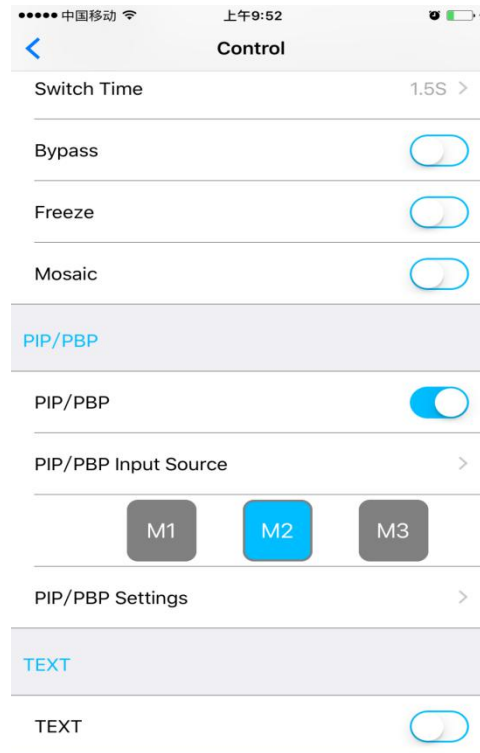 中国移动 上午9:52
Control
Switch Time 1.5S
Bypass
Freeze
Mosaic
PIP/PBP
PIP/PBP
PIP/PBP Input Source
M1 M2 M3
PIP/PBP Settings
TEXT
TEXT